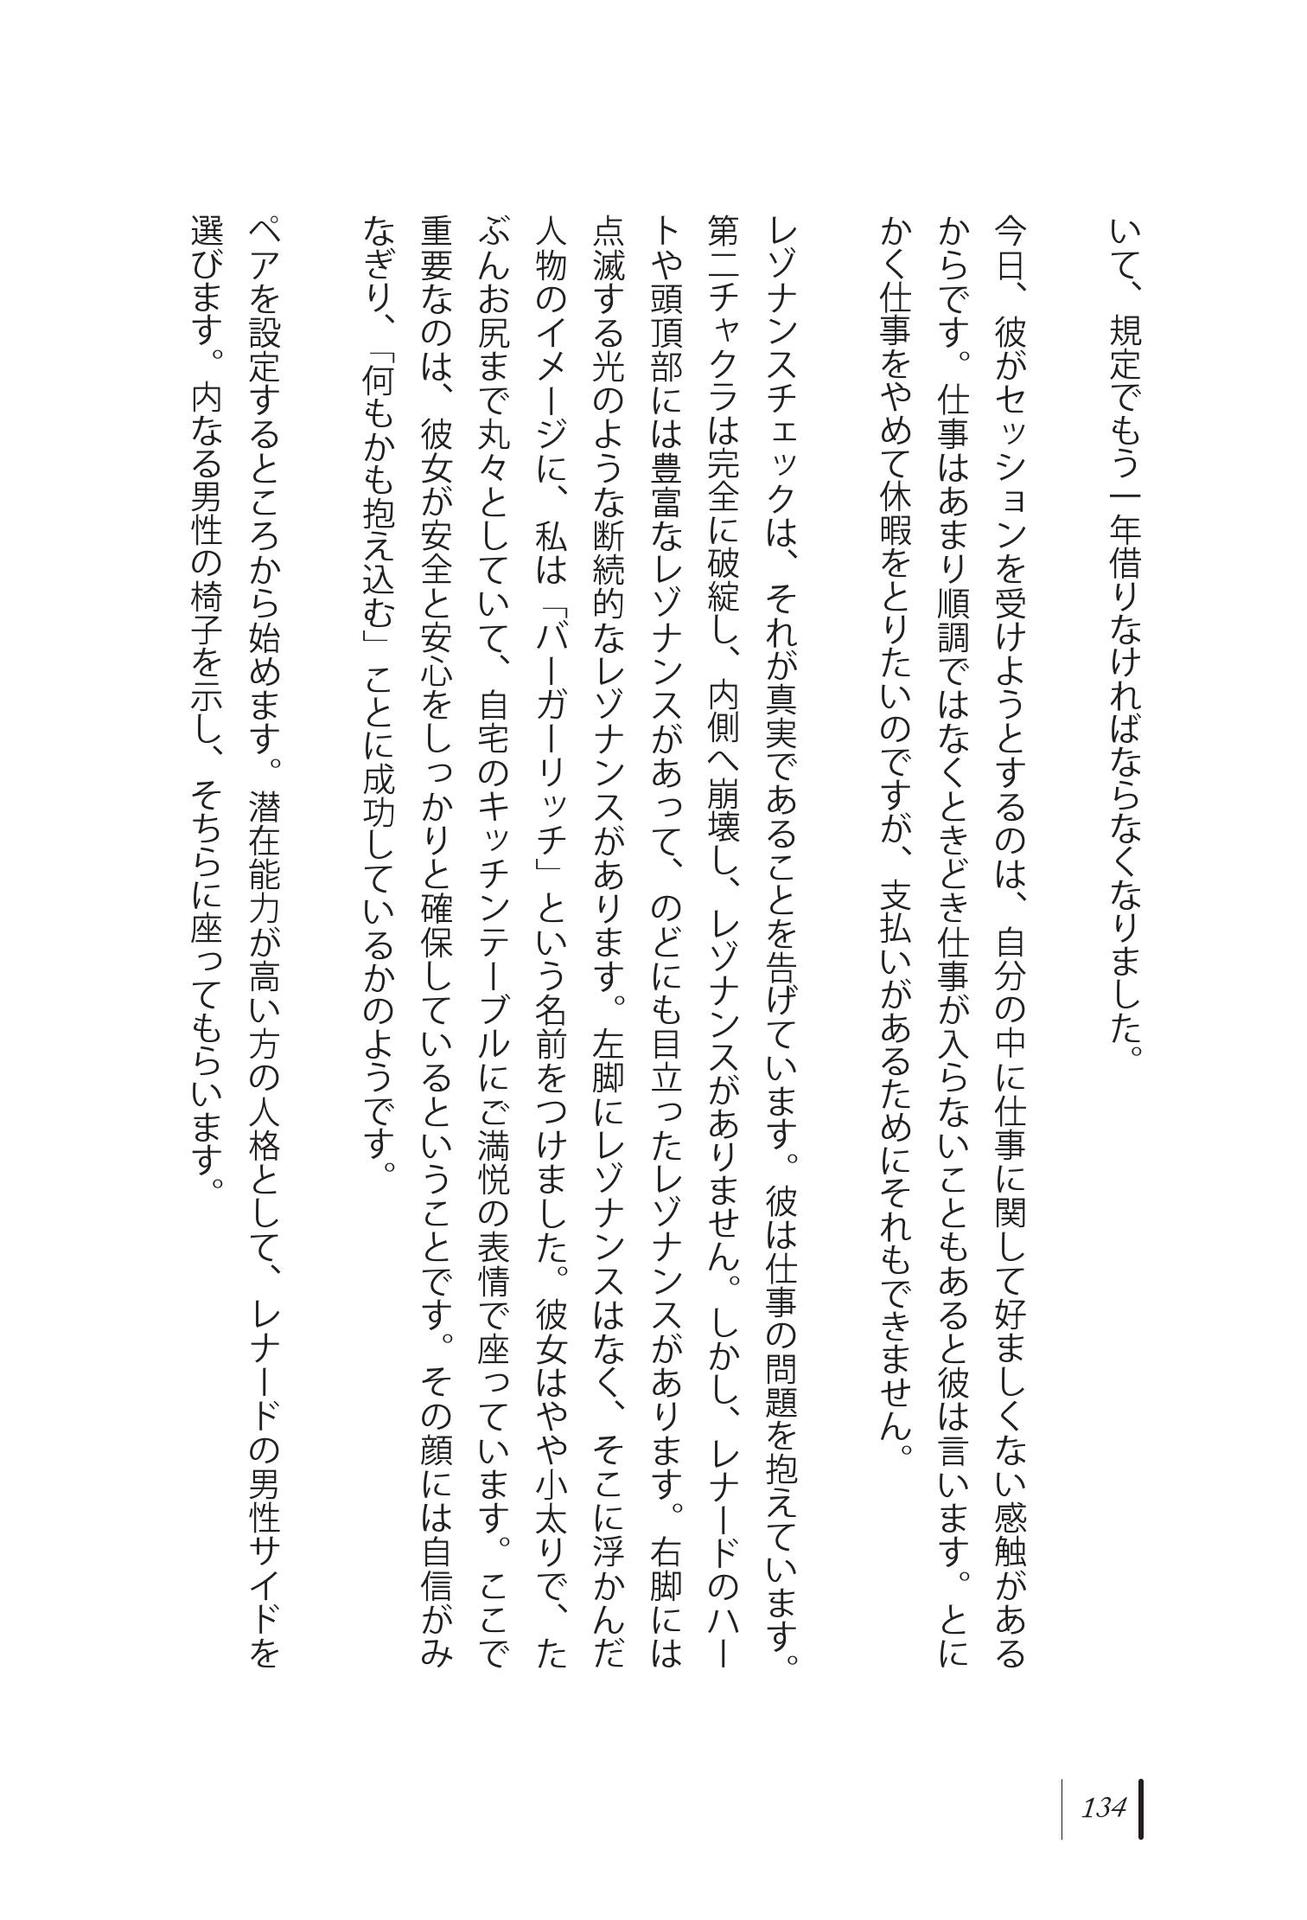 いて、規定でもう一年借りなければならなくなりました。
今日、彼がセッションを受けようとするのは、自分の中に仕事に関して好ましくない感触がある
からです。仕事はあまり順調ではなくときどき仕事が入らないこともあると彼は言います。とに
かく仕事をやめて休暇をとりたいのですが、支払いがあるためにそれもできません。
レゾナンスチェックは、それが真実であることを告げています。彼は仕事の問題を抱えています。
第二チャクラは完全に破綻し、内側へ崩壊し、レゾナンスがありません。しかし、レナードのハー
トや頭頂部には豊富なレゾナンスがあって、のどにも目立ったレゾナンスがあります。右脚には
点滅する光のような断続的なレゾナンスがあります。左脚にレゾナンスはなく、そこに浮かんだ
人物のイメージに、私は「バーガーリッチ」という名前をつけました。彼女はやや小太りで、た
ぶんお尻まで丸々としていて、自宅のキッチンテーブルにご満悦の表情で座っています。ここで
重要なのは、彼女が安全と安心をしっかりと確保しているということです。その顔には自信がみ
なぎり、「何もかも抱え込む」ことに成功しているかのようです。
ペアを設定するところから始めます。潜在能力が高い方の人格として、レナードの男性サイドを
選びます。内なる男性の椅子を示し、そちらに座ってもらいます。
134